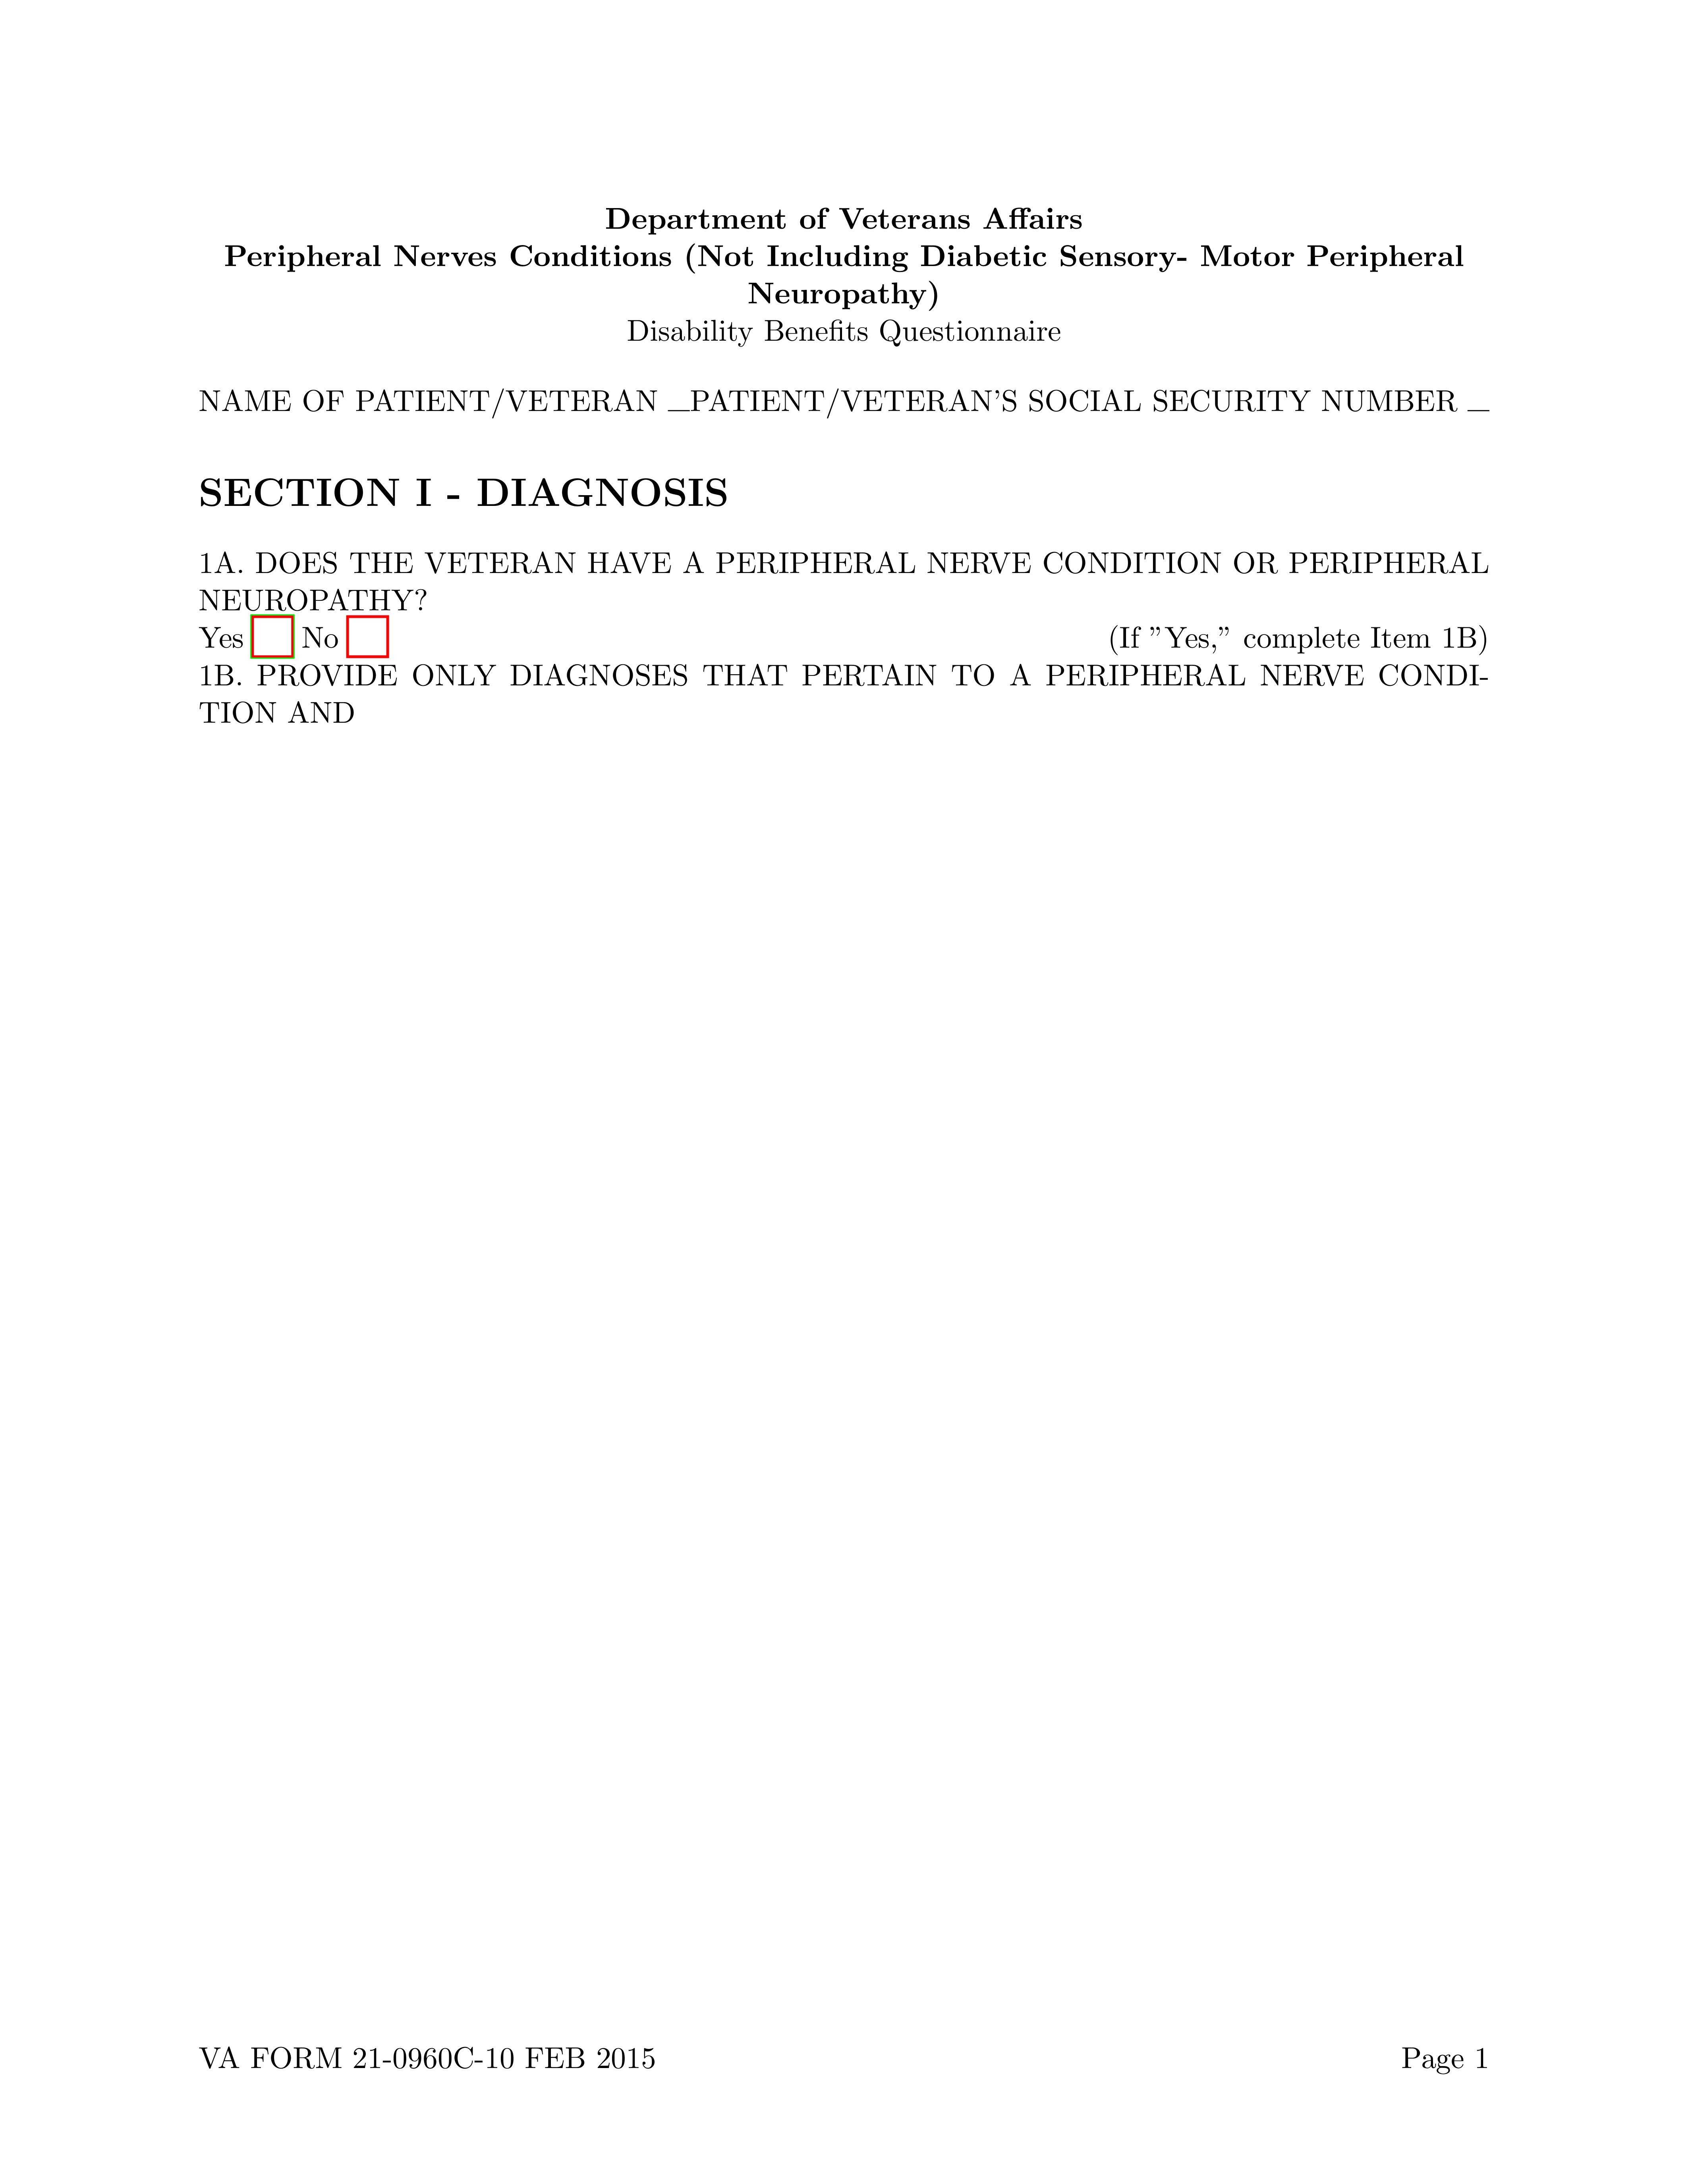 Department of Veterans Affairs
Peripheral Nerves Conditions (Not Including Diabetic Sensory- Motor Peripheral
Neuropathy)
Disability Benefits Questionnaire
NAME OF PATIENT/VETERAN _PATIENT/VETERAN'S SOCIAL SECURITY NUMBER _
SECTION I - DIAGNOSIS
1A. DOES THE VETERAN HAVE A PERIPHERAL NERVE CONDITION OR PERIPHERAL
NEUROPATHY?
Yes No (If "Yes," complete Item 1B)
1B. PROVIDE ONLY DIAGNOSES THAT PERTAIN TO A PERIPHERAL NERVE CONDI-
TION AND
VA FORM 21-0960C-10 FEB 2015 Page 1